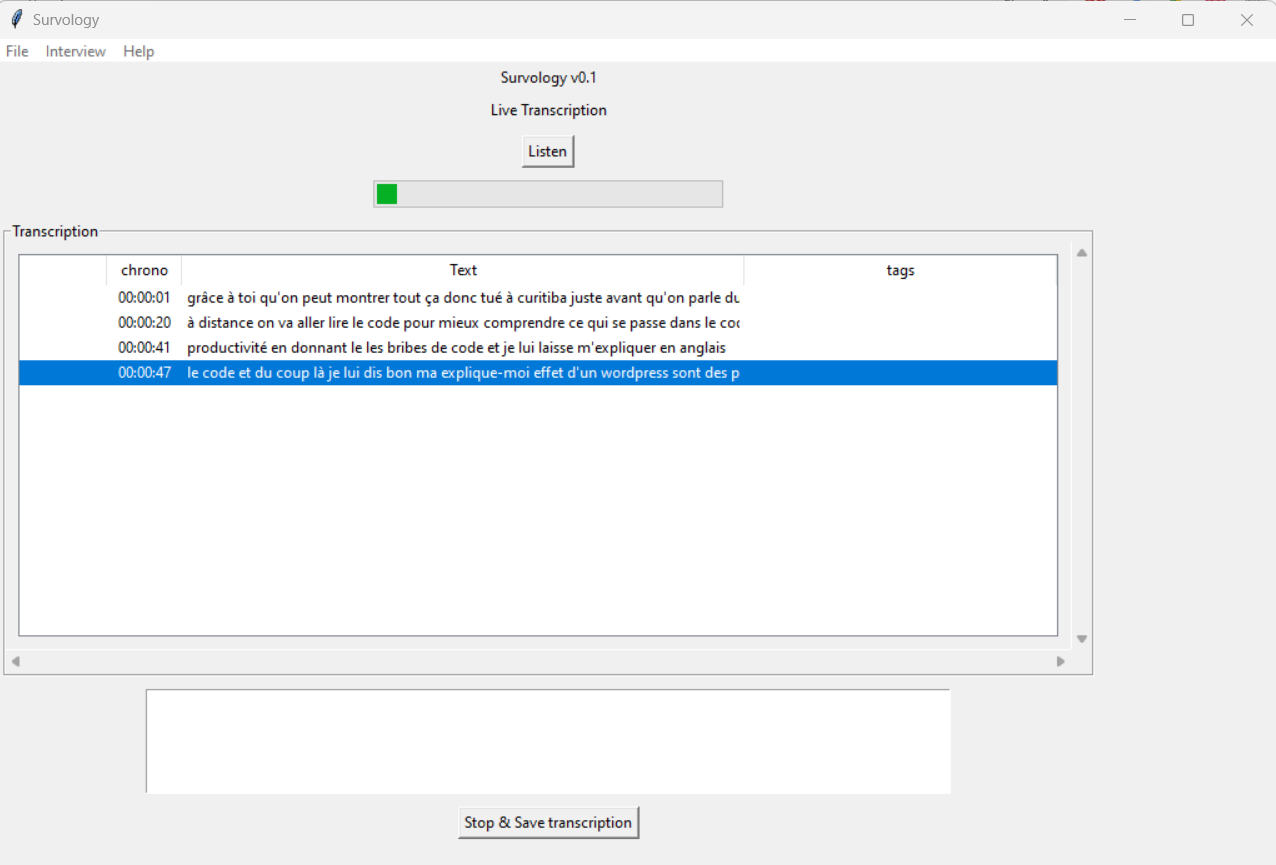 Survology
File Interview Help
Survology v0.1
Live Transcription
Listen
Transcription
chrono Text tags
00:00:01 grâce à toi qu'on peut montrer tout ça donc tué à curitiba juste avant qu'on parle du
00:00:20 à distance on va aller lire le code pour mieux comprendre ce qui se passe dans le co
00:00:41 productivité en donnant le les bribes de code et je lui laisse m'expliquer en anglais
00:00:47 le code et du coup là je lui dis bon ma explique-moi effet d'un wordpress sont des p
Stop & Save transcription